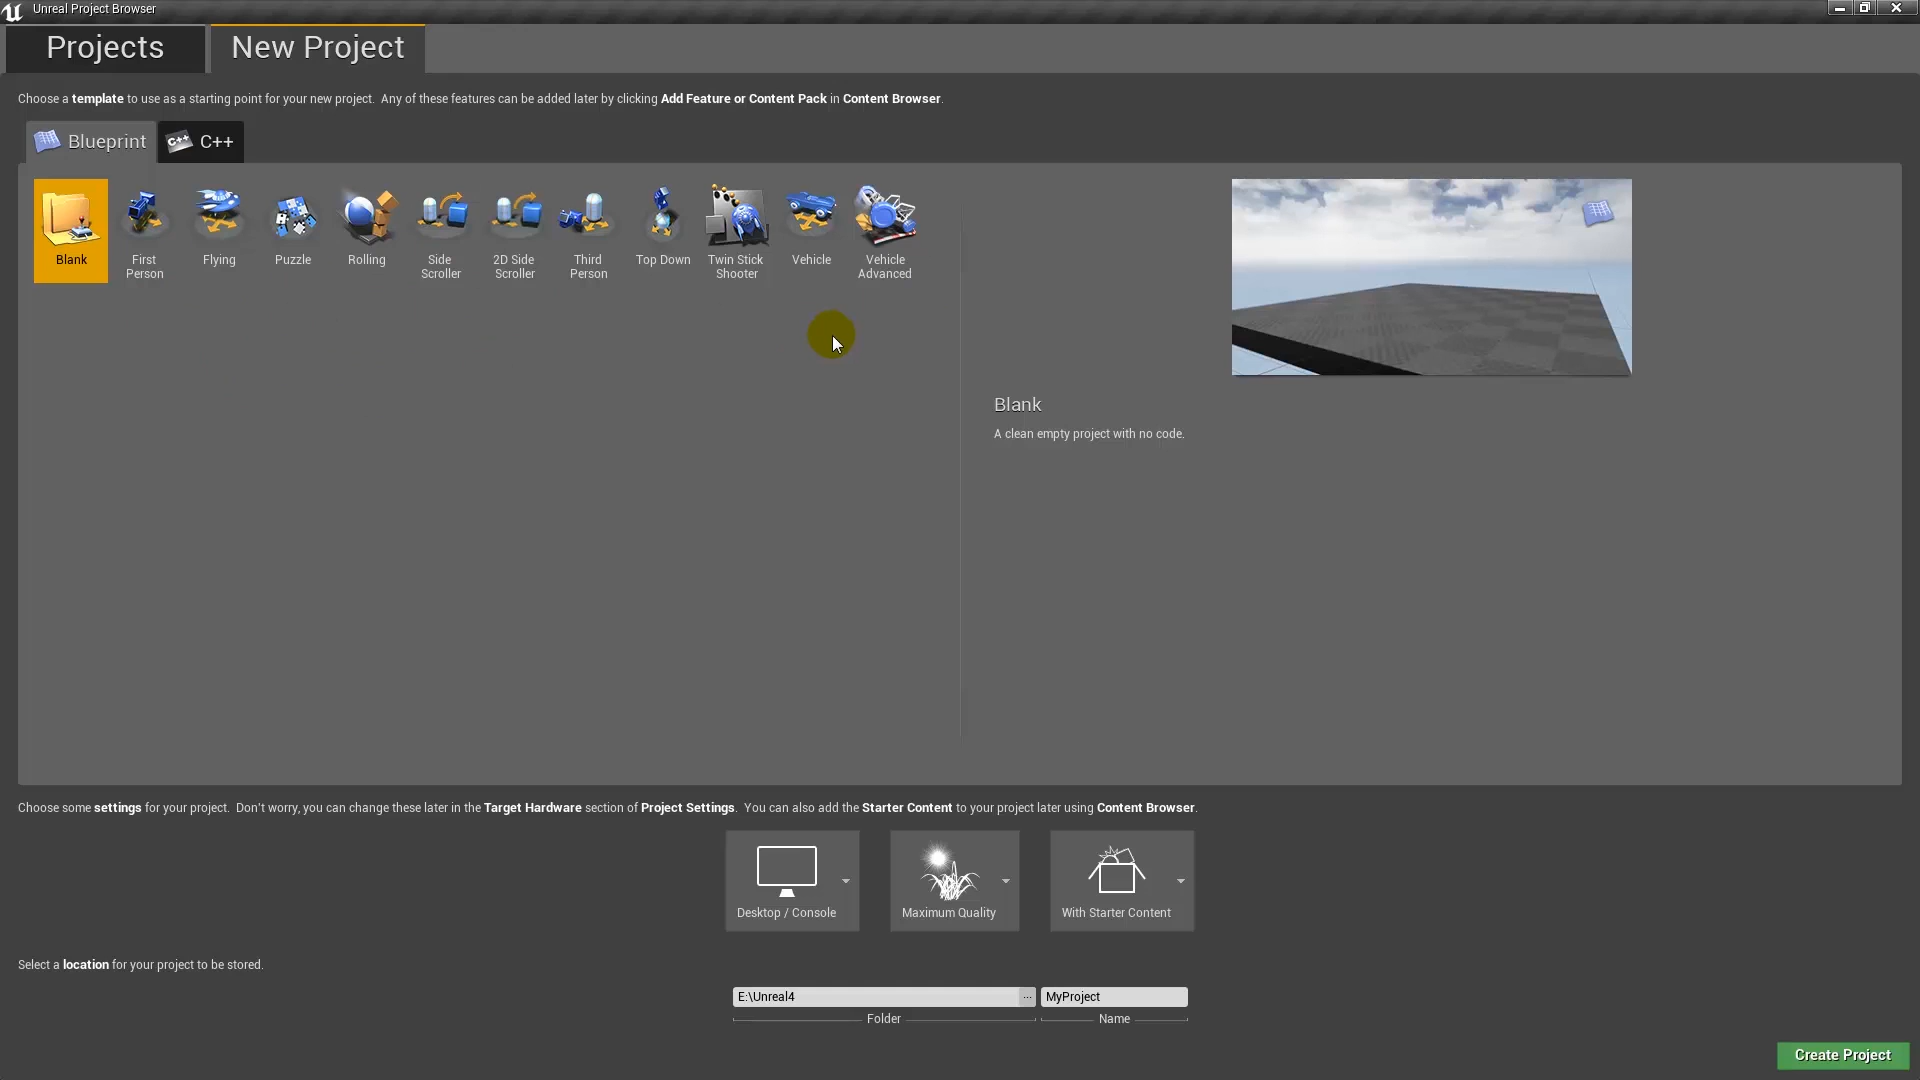 Unreal Project Browser
Projects
New Project
Choose a template to use as a starting point for your new project. Any of these features can be added later by clicking Add Feature or Content Pack in Content Browser.
Blueprint
C++
C++
Blank
First
Person
Flying
Puzzle
Rolling
Side
Scroller
2D Side
Scroller
Third
Person
Top Down
Twin Stick
Shooter
Vehicle
Vehicle
Advanced
Blank
A clean empty project with no code.
Choose some settings for your project. Don't worry, you can change these later in the Target Hardware section of Project Settings. You can also add the Starter Content to your project later using Content Browser.
Desktop / Console
Maximum Quality
With Starter Content
Select a location for your project to be stored.
E:\Unreal4
...
MyProject
Folder
Name
Create Project